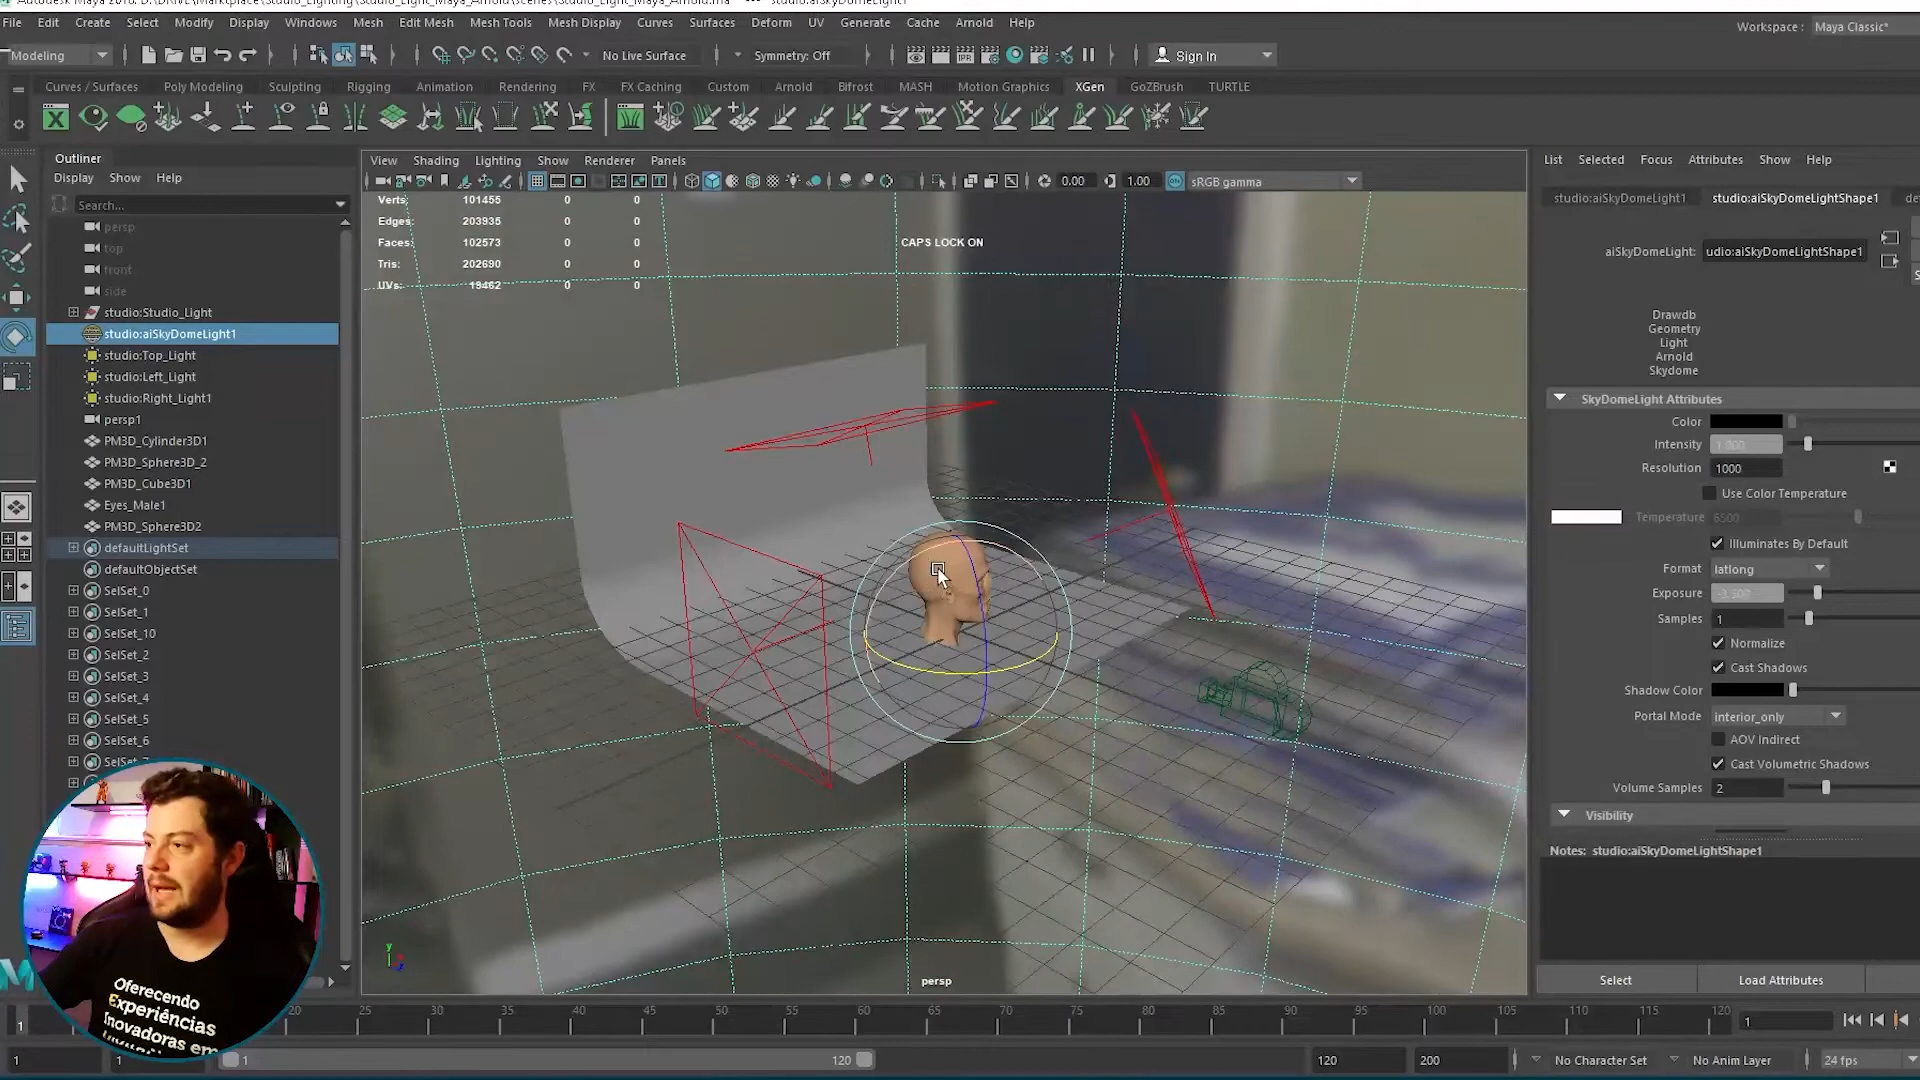 Autodesk Maya 2018: D:\DRIVE\Marketplace\Studio_Lighting\Studio_Light_Maya_Arnold\scenes\Studio_Light_Maya_Arnold.ma --- studio:aiSkyDomeLight1
File Edit Create Select Modify Display Windows Mesh Edit Mesh Mesh Tools Mesh Display Curves Surfaces Deform UV Generate Cache Arnold Help
Workspace : Maya Classic*
Modeling No Live Surface Symmetry: Off Sign In
Curves / Surfaces Poly Modeling Sculpting Rigging Animation Rendering FX FX Caching Custom Arnold Bifrost MASH Motion Graphics XGen GoZBrush TURTLE
Outliner
Display Show Help
Search...
persp
top
front
side
studio:Studio_Light
studio:aiSkyDomeLight1
studio:Top_Light
studio:Left_Light
studio:Right_Light1
persp1
PM3D_Cylinder3D1
PM3D_Sphere3D_2
PM3D_Cube3D1
Eyes_Male1
PM3D_Sphere3D2
defaultLightSet
defaultObjectSet
SelSet_0
SelSet_1
SelSet_10
SelSet_2
SelSet_3
SelSet_4
SelSet_5
SelSet_6
SelSet_7
View Shading Lighting Show Renderer Panels
0.00 1.00 ON sRGB gamma
Verts: 101455 0 0
Edges: 203935 0 0
Faces: 102573 0 0
Tris: 202690 0 0
UVs: 19462 0 0
CAPS LOCK ON
persp
y
List Selected Focus Attributes Show Help
studio:aiSkyDomeLight1 studio:aiSkyDomeLightShape1 de
aiSkyDomeLight: udio:aiSkyDomeLightShape1
S
Drawdb
Geometry
Light
Arnold
Skydome
SkyDomeLight Attributes
Color
Intensity 1.000
Resolution 1000
Use Color Temperature
Temperature 6500
Illuminates By Default
Format latlong
Exposure
Samples 1
Normalize
Cast Shadows
Shadow Color
Portal Mode interior_only
AOV Indirect
Cast Volumetric Shadows
Volume Samples 2
Visibility
Notes: studio:aiSkyDomeLightShape1
Select Load Attributes
Oferecendo
Experiências
Inovadoras em
1 20 25 30 35 40 45 50 55 60 65 70 75 80 85 90 95 100 105 110 115 120 1
1 1 1 120 120 200 No Character Set No Anim Layer 24 fps